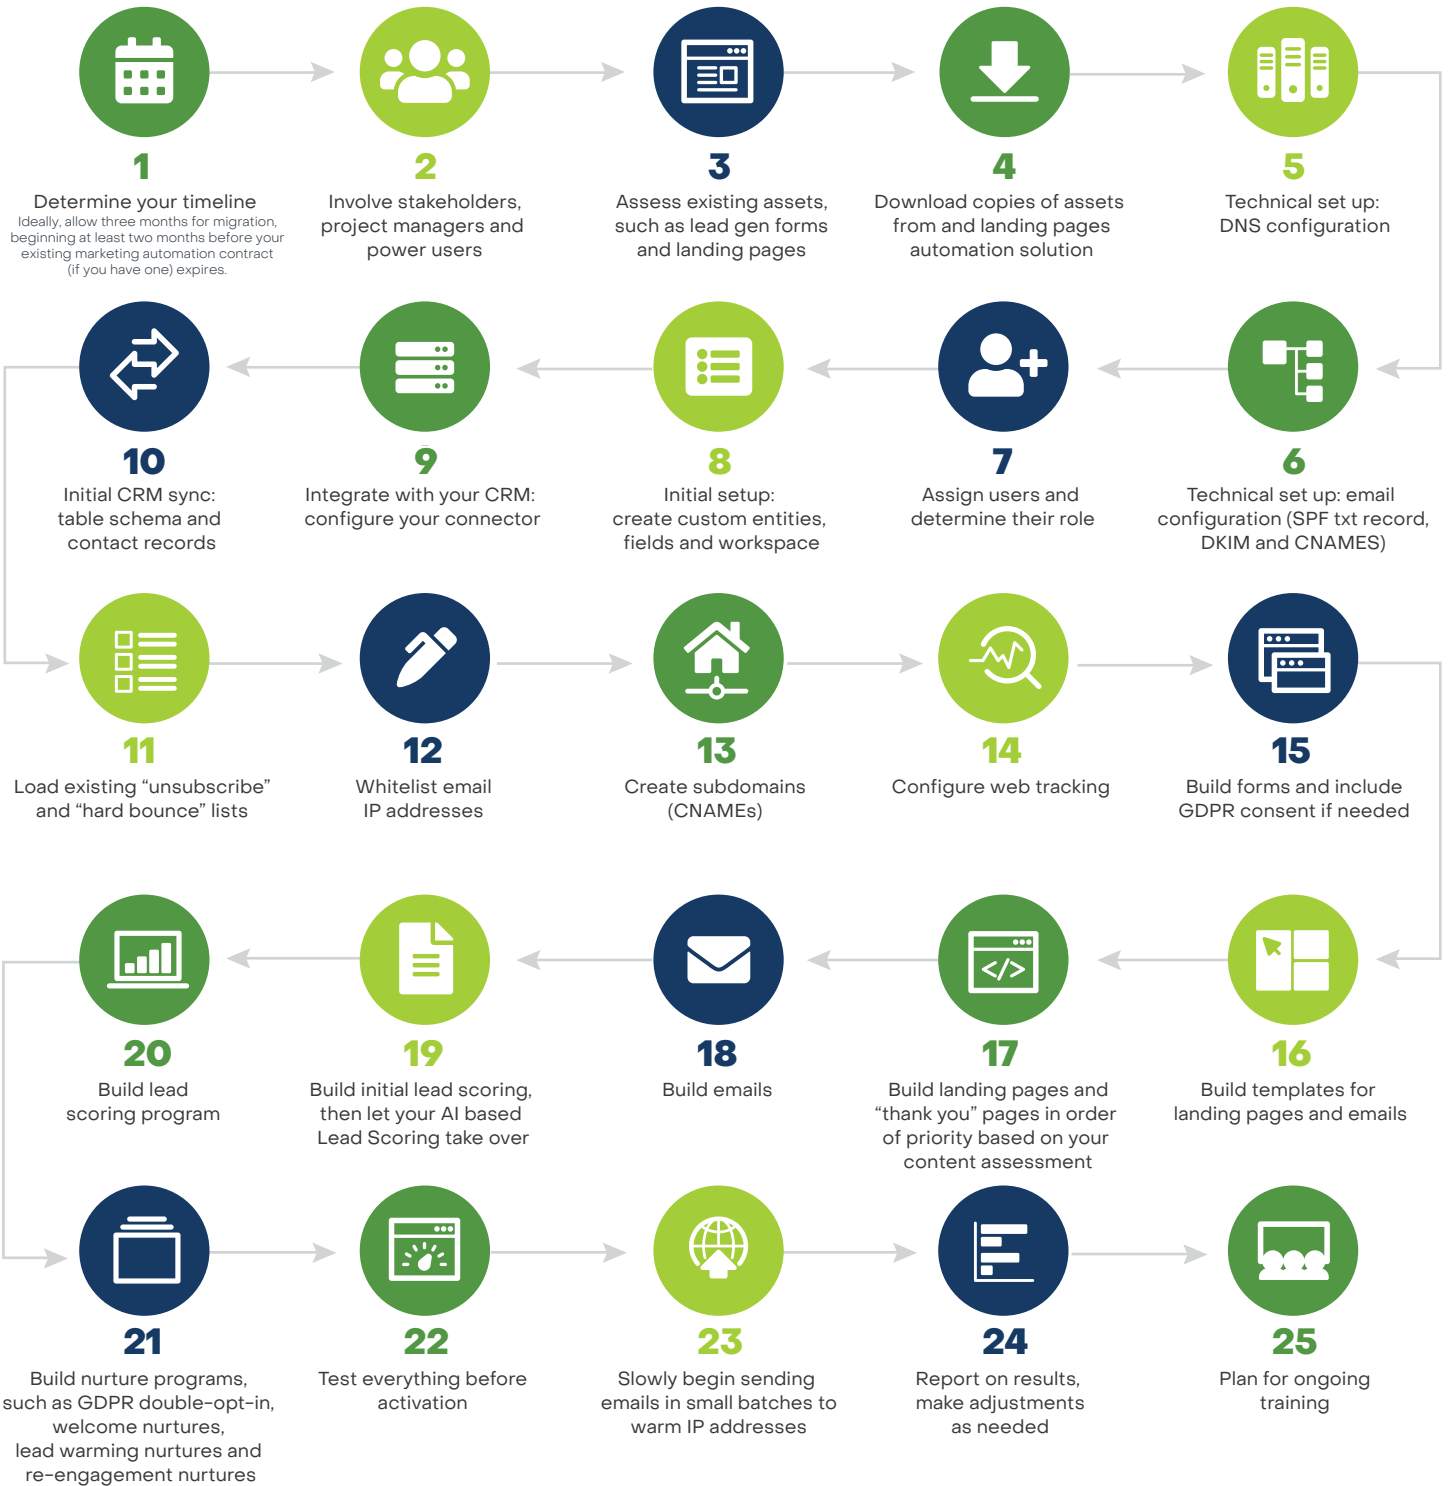 1
Determine your timeline
Ideally, allow three months for migration,
beginning at least two months before your
existing marketing automation contract
(if you have one) expires.
2
Involve stakeholders,
project managers and
power users
3
Assess existing assets,
such as lead gen forms
and landing pages
4
Download copies of assets
from and landing pages
automation solution
5
Technical set up:
DNS configuration
6
Technical set up: email
configuration (SPF txt record,
DKIM and CNAMES)
7
Assign users and
determine their role
8
Initial setup:
create custom entities,
fields and workspace
9
Integrate with your CRM:
configure your connector
10
Initial CRM sync:
table schema and
contact records
11
Load existing “unsubscribe”
and “hard bounce” lists
12
Whitelist email
IP addresses
13
Create subdomains
(CNAMEs)
14
Configure web tracking
15
Build forms and include
GDPR consent if needed
16
Build templates for
landing pages and emails
17
Build landing pages and
“thank you” pages in order
of priority based on your
content assessment
18
Build emails
19
Build initial lead scoring,
then let your AI based
Lead Scoring take over
20
Build lead
scoring program
21
Build nurture programs,
such as GDPR double-opt-in,
welcome nurtures,
lead warming nurtures and
re-engagement nurtures
22
Test everything before
activation
23
Slowly begin sending
emails in small batches to
warm IP addresses
24
Report on results,
make adjustments
as needed
25
Plan for ongoing
training